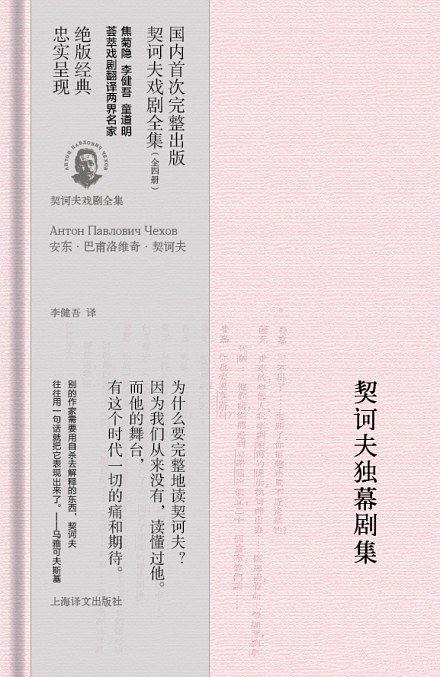 国内首次完整出版
契诃夫戏剧全集（全四册）
焦菊隐 李健吾 童道明
荟萃戏剧翻译两界名家
绝版经典
忠实呈现
АНТОН ПАВЛОВИЧ ЧЕХОВ
契诃夫戏剧全集
Антон Павлович Чехов
安东·巴甫洛维奇·契诃夫
李健吾 译
为什么要完整地读契诃夫？
因为我们从来没有，读懂过他。
而他的舞台，
有这个时代一切的痛和期待。
别的作家需要用自杀去解释的东西，契诃夫
往往用一句话就把它表现出来了。——马雅可夫斯基
上海译文出版社
契诃夫独幕剧集